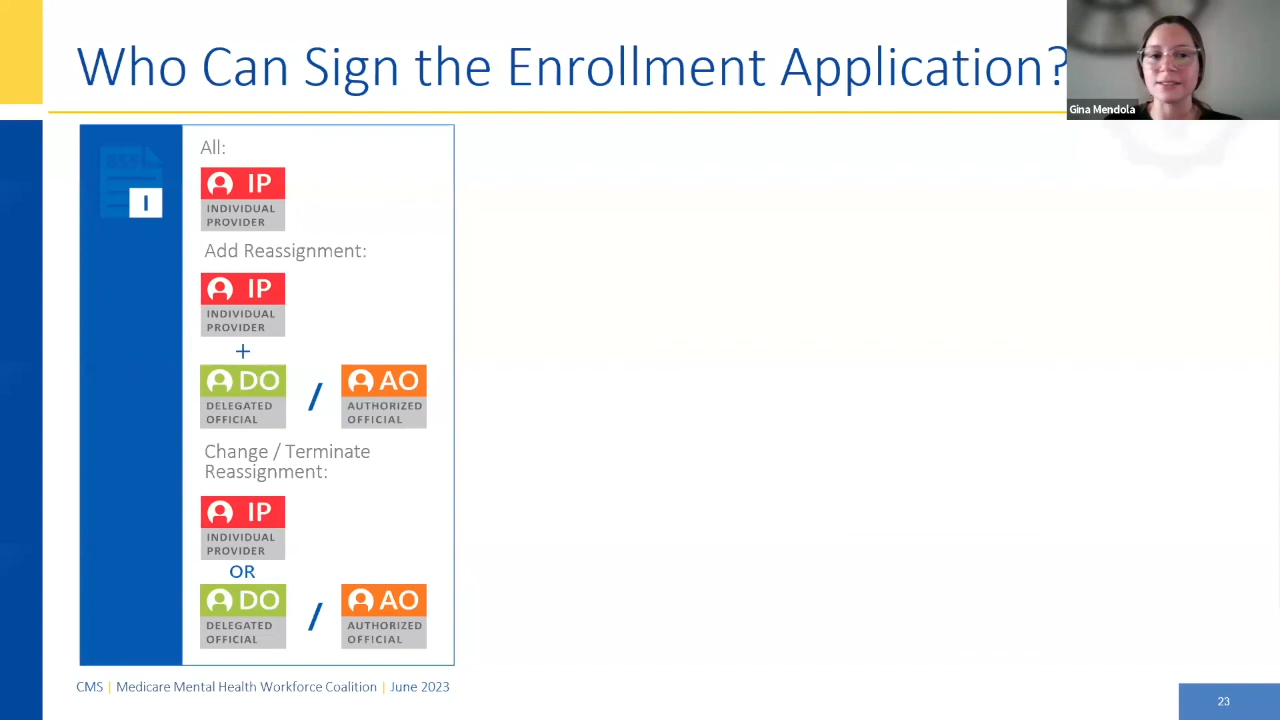 Who Can Sign the Enrollment Application?
Gina Mendola
855
I
All:
IP
INDIVIDUAL
PROVIDER
Add Reassignment:
IP
INDIVIDUAL
PROVIDER
+
DO / AO
DELEGATED AUTHORIZED
OFFICIAL OFFICIAL
Change / Terminate
Reassignment:
IP
INDIVIDUAL
PROVIDER
OR
DO / AO
DELEGATED AUTHORIZED
OFFICIAL OFFICIAL
CMS | Medicare Mental Health Workforce Coalition | June 2023
23